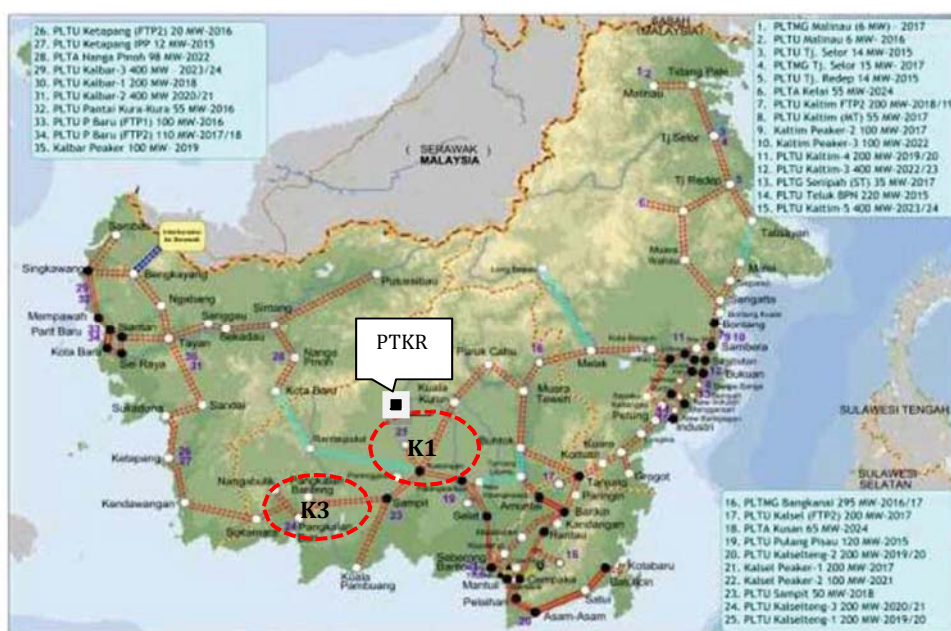 26. PLTU Ketapang (FTP2) 20 MW-2016
27. PLTU Ketapang IPP 12 MW-2015
28. PLTA Nanga Pinoh 98 MW-2022
29. PLTU Kalbar-3 400 MW - 2023/24
30. PLTU Kalbar-1 200 MW-2018
31. PLTU Kalbar-2 400 MW 2020/21
32. PLTU Pantai Kura-Kura 55 MW-2016
33. PLTU P Baru (FTP1) 100 MW-2016
34. PLTU P Baru (FTP2) 110 MW-2017/18
35. Kalbar Peaker 100 MW- 2019
SABAH
(MALAYSIA)
1. PLTMG Malinau (6 MW) - 2017
2. PLTU Malinau 6 MW- 2016
3. PLTU Tj. Selor 14 MW-2015
4. PLTMG Tj. Selor 15 MW- 2017
5. PLTU Tj. Redep 14 MW-2015
6. PLTA Kelai 55 MW-2024
7. PLTU Kaltim FTP2 200 MW-2018/19
8. PLTU Kaltim (MT) 55 MW-2017
9. Kaltim Peaker-2 100 MW-2017
10. Kaltim Peaker-3 100 MW-2022
11. PLTU Kaltim-4 200 MW-2019/20
12. PLTU Kaltim-3 400 MW-2022/23
13. PLTG Senipah (ST) 35 MW-2017
14. PLTU Teluk BPN 220 MW-2015
15. PLTU Kaltim-5 400 MW-2023/24
1 2
Tidang Pale
Malinau
( SERAWAK )
MALAYSIA
Tj.Selor
Tj Redep
Talisayan
Muara
Wahau
Sangatta
Bontang
Sambera
Bukuan
Industri
Sambas
Singkawang
Bengkayang
Ngabang
Mempawah
Parit Baru
Siantan
Kota Baru
Sei Raya
Tayan
Sanggau
Sekadau
Sintang
Putussibau
Nanga
Pinoh
Kota Baru
PTKR
Puruk Cahu
Kuala
Kurun
Muara
Teweh
Melak
Petung
Kuaro
Grogot
Komam
Buntok
Tanjung
Paringin
Barikin
Kandangan
Rantau
Amuntai
Selat
Seberang
Barito
Mantuil
Cempaka
Pelaihari
Asam-Asam
Satui
Batulicin
Kotabaru
Sandai
Sukadana
Ketapang
Kendawangan
Sukamara
Nangabulik
Pangkalan
Banteng
Pangkalan
Sampit
Kuala
Pambuang
K1
K3
SULAWESI TENGAH
SULAWESI
SELATAN
16. PLTMG Bangkanai 295 MW-2016/17
17. PLTU Kalsel (FTP2) 200 MW-2017
18. PLTA Kusan 65 MW-2024
19. PLTU Pulang Pisau 120 MW-2015
20. PLTU Kalselteng-2 200 MW-2019/20
21. Kalsel Peaker-1 200 MW-2017
22. Kalsel Peaker-2 100 MW-2021
23. PLTU Sampit 50 MW-2018
24. PLTU Kalselteng-3 200 MW-2020/21
25. PLTU Kalselteng-1 200 MW-2019/20